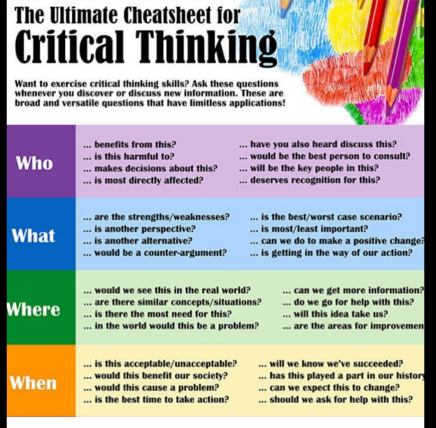 The Ultimate Cheatsheet for
Critical Thinking
Want to exercise critical thinking skills? Ask these questions
whenever you discover or discuss new information. These are
broad and versatile questions that have limitless applications!
Who
... benefits from this?
... is this harmful to?
... makes decisions about this?
... is most directly affected?
... have you also heard discuss this?
... would be the best person to consult?
... will be the key people in this?
... deserves recognition for this?
What
... are the strengths/weaknesses?
... is another perspective?
... is another alternative?
... would be a counter-argument?
... is the best/worst case scenario?
... is most/least important?
... can we do to make a positive change?
... is getting in the way of our action?
Where
... would we see this in the real world?
... are there similar concepts/situations?
... is there the most need for this?
... in the world would this be a problem?
... can we get more information?
... do we go for help with this?
... will this idea take us?
... are the areas for improvemen
When
... is this acceptable/unacceptable?
... would this benefit our society?
... would this cause a problem?
... is the best time to take action?
... will we know we've succeeded?
... has this played a part in our history
... can we expect this to change?
... should we ask for help with this?